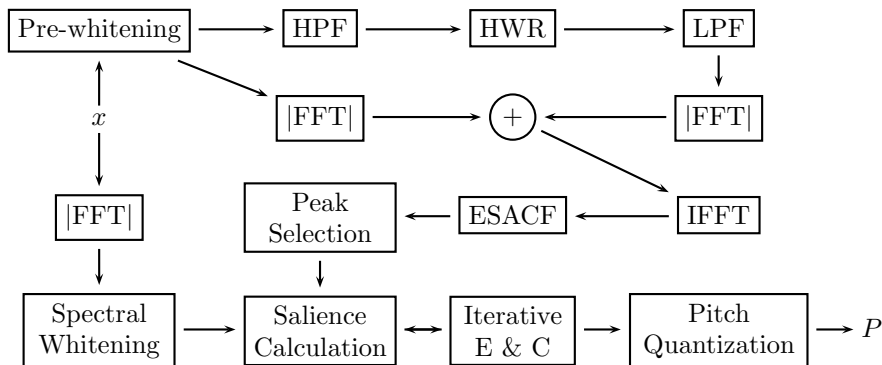 Pre-whitening
HPF
HWR
LPF
x
|FFT|
+
|FFT|
|FFT|
Peak
Selection
ESACF
IFFT
Spectral
Whitening
Salience
Calculation
Iterative
E & C
Pitch
Quantization
P